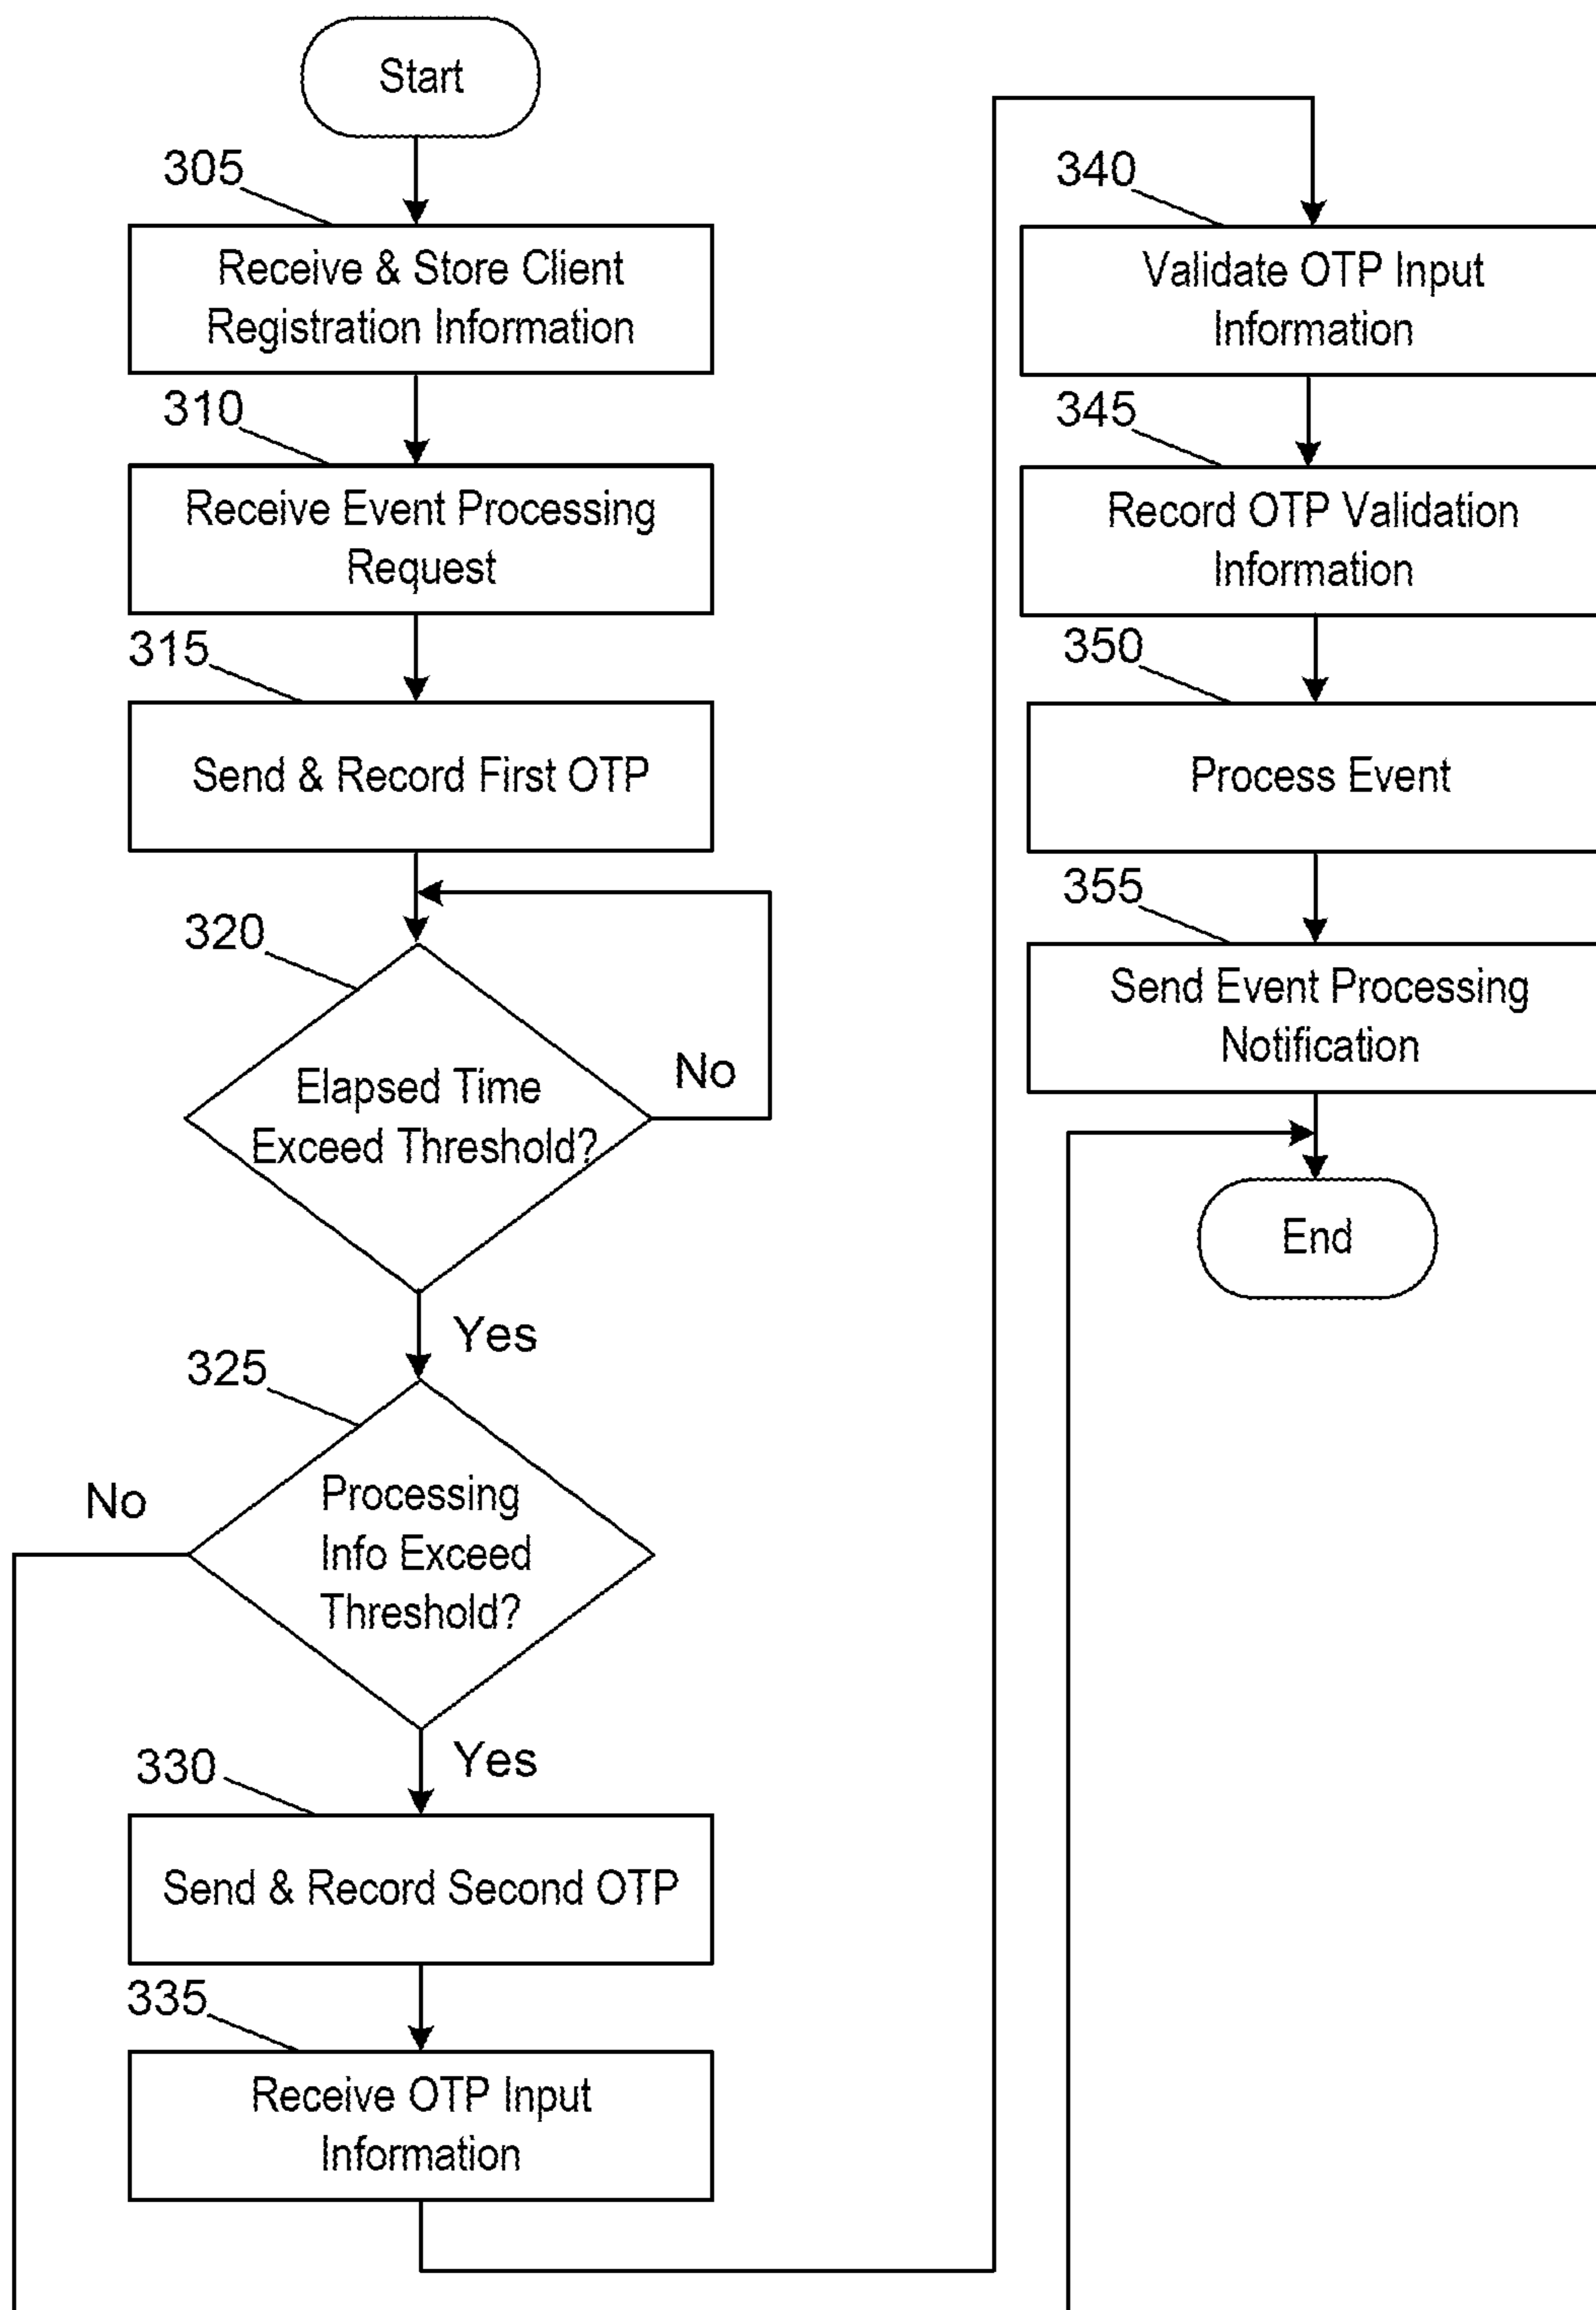 Start
305
Receive & Store Client
Registration Information
310
Receive Event Processing
Request
315
Send & Record First OTP
320
Elapsed Time
Exceed Threshold?
No
Yes
325
Processing
Info Exceed
Threshold?
No
Yes
330
Send & Record Second OTP
335
Receive OTP Input
Information
340
Validate OTP Input
Information
345
Record OTP Validation
Information
350
Process Event
355
Send Event Processing
Notification
End